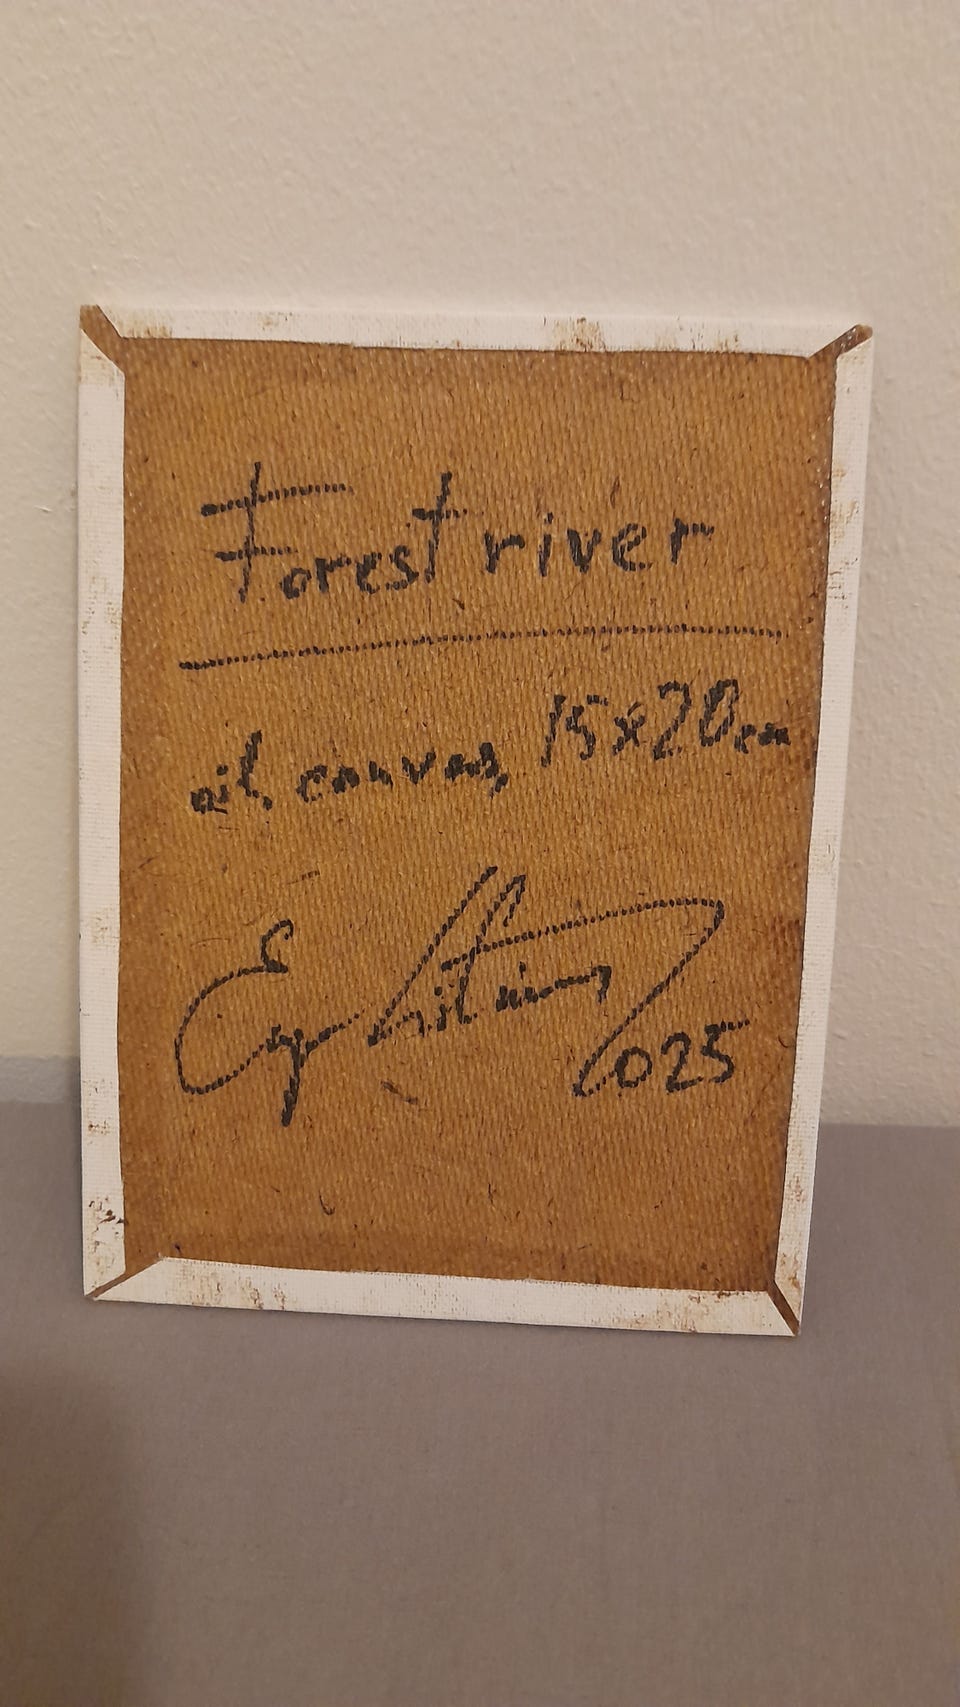 Forest river
oil, canvas, 15x20cm
2025